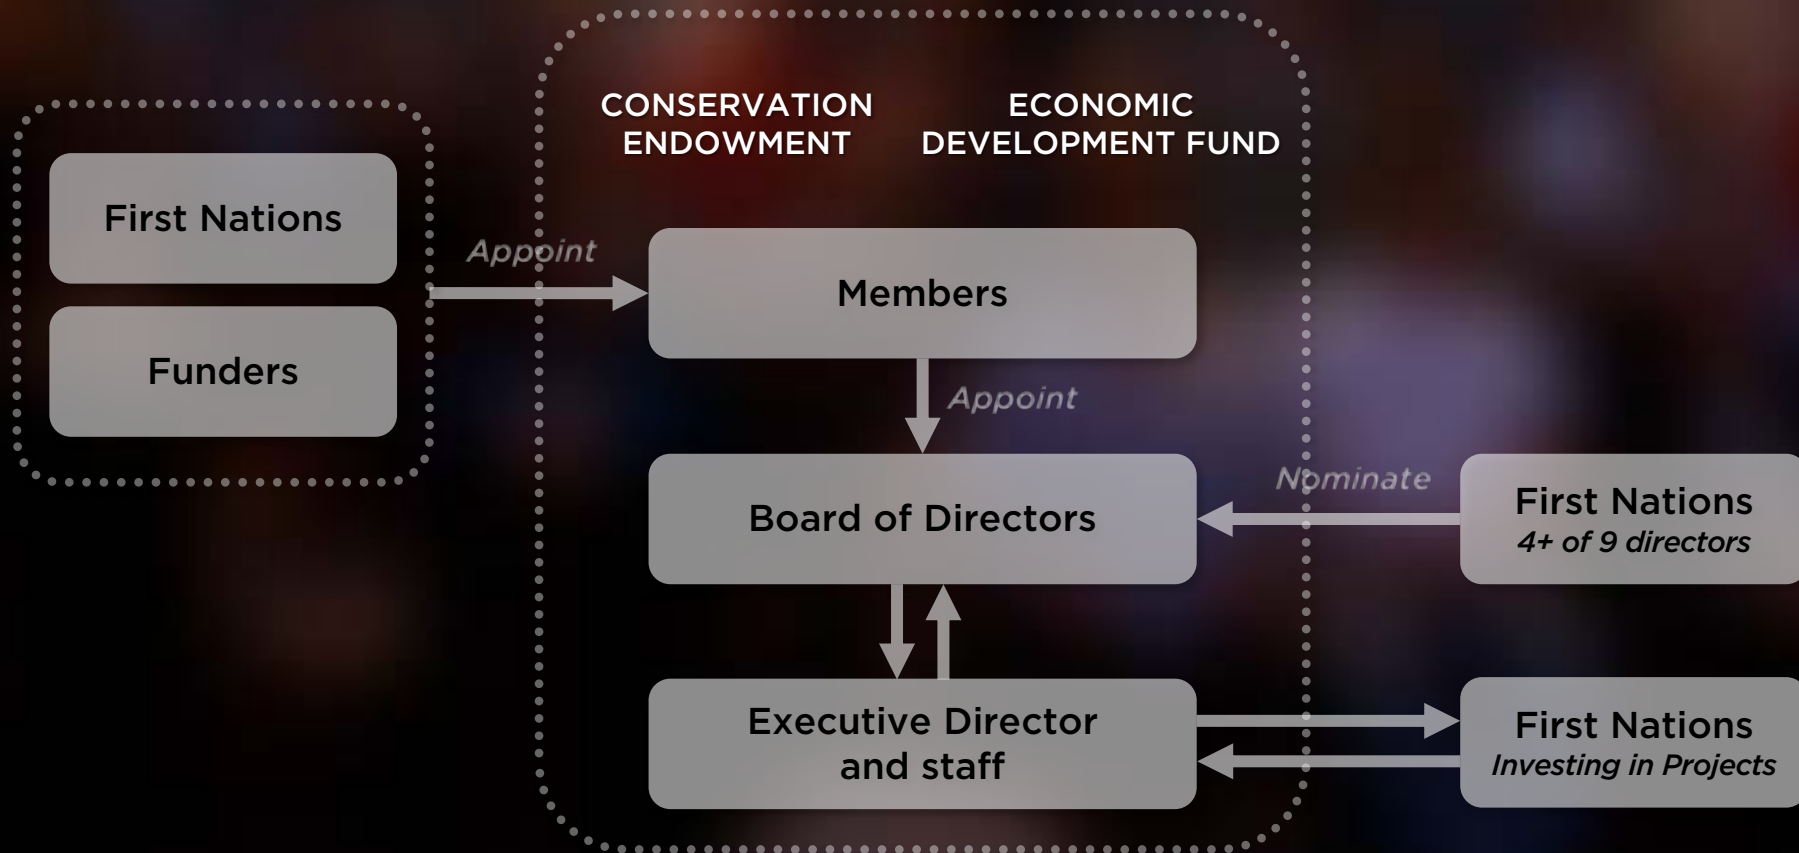 CONSERVATION
ENDOWMENT
ECONOMIC
DEVELOPMENT FUND
First Nations
Funders
Appoint
Members
Appoint
Board of Directors
Nominate
First Nations
4+ of 9 directors
Executive Director
and staff
First Nations
Investing in Projects